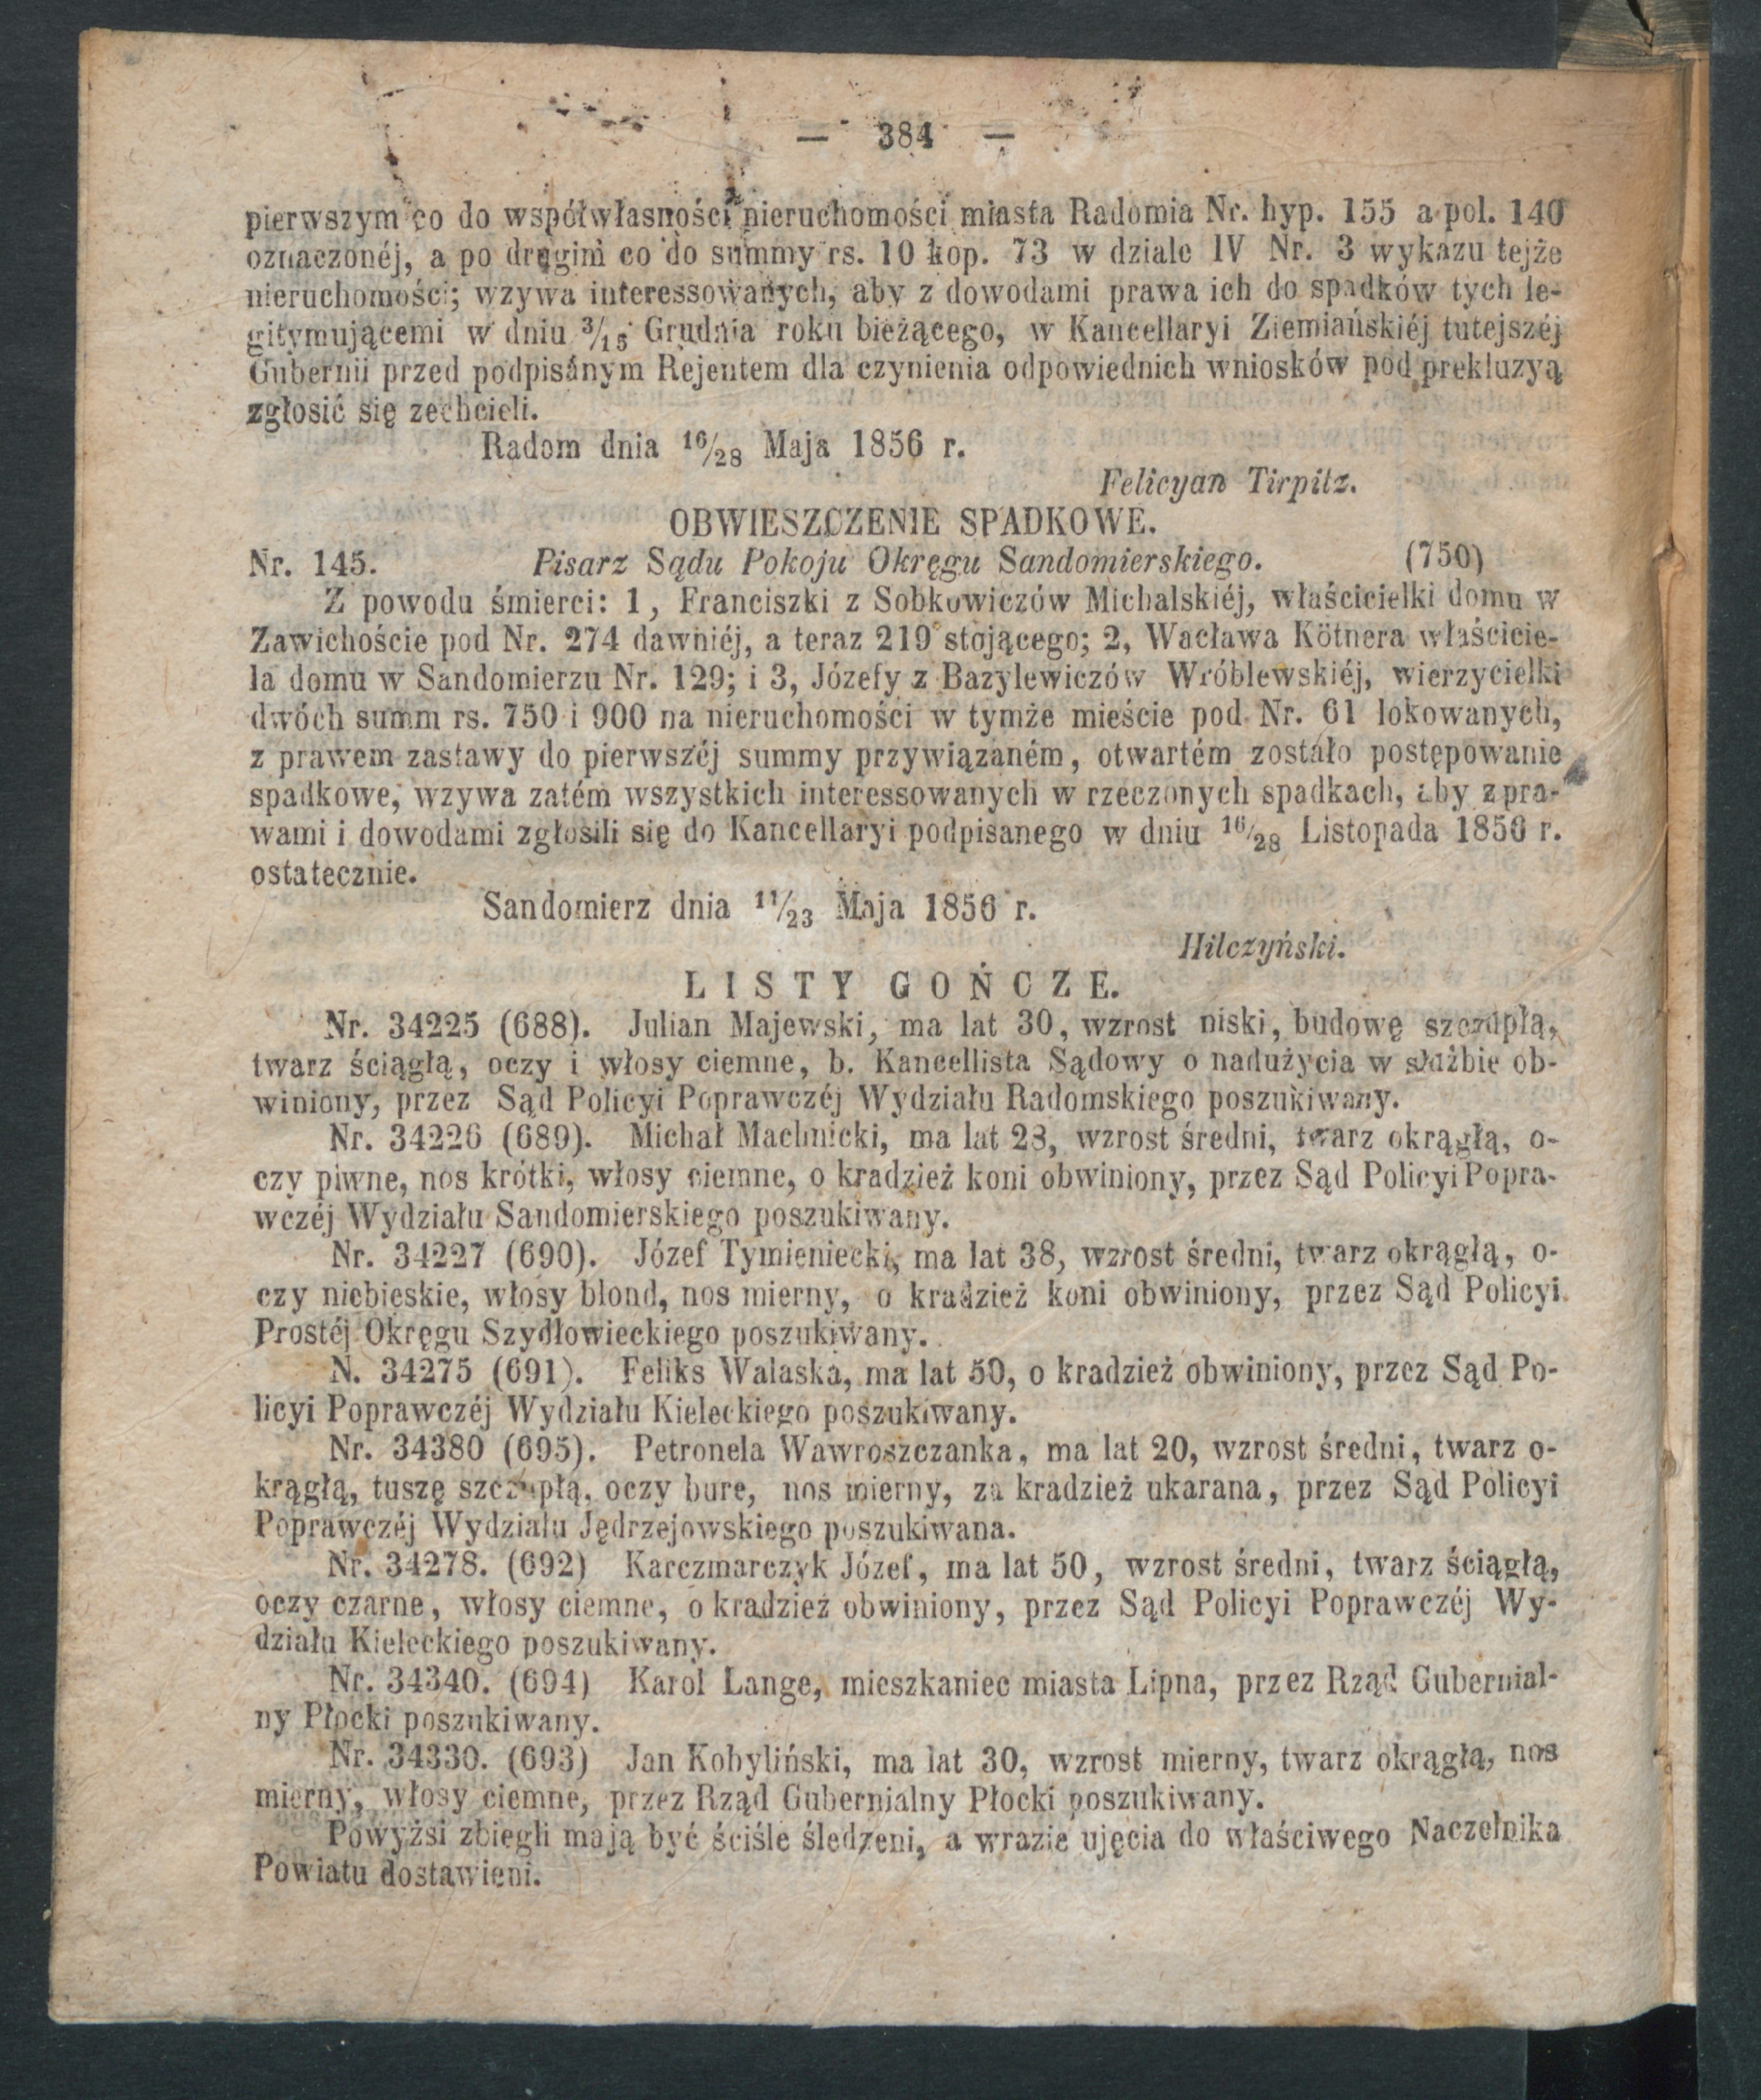 — 384 —
pierwszym co do współwłasności nieruchomości miasta Radomia Nr. hyp. 155 a pol. 140
oznaczonéj, a po drugim co do summy rs. 10 kop. 73 w dziale IV Nr. 3 wykazu tejże
nieruchomości; wzywa interessowanych, aby z dowodami prawa ich do spadków tych le-
gitymującemi w dniu 3/15 Grudnia roku bieżącego, w Kancellaryi Ziemiańskiéj tutejszéj
Gubernii przed podpisanym Rejentem dla czynienia odpowiednich wniosków pod prekluzyą
zgłosić się zechcieli.
Radom dnia 16/28 Maja 1856 r.
Felicyan Tirpitz.
OBWIESZCZENIE SPADKOWE.
Nr. 145. Pisarz Sądu Pokoju Okręgu Sandomierskiego. (750)
Z powodu śmierci: 1, Franciszki z Sobkowiczów Michalskiéj, właścicielki domu w
Zawichoście pod Nr. 274 dawniéj, a teraz 219 stojącego; 2, Wacława Kötnera właścicie-
la domu w Sandomierzu Nr. 129; i 3, Józefy z Bazylewiczów Wróblewskiéj, wierzycielki
dwóch summ rs. 750 i 900 na nieruchomości w tymże mieście pod Nr. 61 lokowanych,
z prawem zastawy do pierwszéj summy przywiązaném, otwartém zostało postępowanie
spadkowe, wzywa zatém wszystkich interessowanych w rzeczonych spadkach, aby z pra-
wami i dowodami zgłosili się do Kancellaryi podpisanego w dniu 16/28 Listopada 1856 r.
ostatecznie.
Sandomierz dnia 11/23 Maja 1856 r.
Hilczyński.
LISTY GOŃCZE.
Nr. 34225 (688). Julian Majewski, ma lat 30, wzrost niski, budowę szczupłą,
twarz ściągłą, oczy i włosy ciemne, b. Kancellista Sądowy o nadużycia w służbie ob-
winiony, przez Sąd Policyi Poprawczéj Wydziału Radomskiego poszukiwany.
Nr. 34226 (689). Michał Machnicki, ma lat 28, wzrost średni, twarz okrągłą, o-
czy piwne, nos krótki, włosy ciemne, o kradzież koni obwiniony, przez Sąd Policyi Popra-
wczéj Wydziału Sandomierskiego poszukiwany.
Nr. 34227 (690). Józef Tymieniecki, ma lat 38, wzrost średni, twarz okrągłą, o-
czy niebieskie, włosy blond, nos mierny, o kradzież koni obwiniony, przez Sąd Policyi
Prostéj Okręgu Szydłowieckiego poszukiwany.
N. 34275 (691). Feliks Walaska, ma lat 50, o kradzież obwiniony, przez Sąd Po-
licyi Poprawczéj Wydziału Kieleckiego poszukiwany.
Nr. 34380 (695). Petronela Wawroszczanka, ma lat 20, wzrost średni, twarz o-
krągłą, tuszę szczupłą, oczy bure, nos mierny, za kradzież ukarana, przez Sąd Policyi
Poprawczéj Wydziału Jędrzejowskiego poszukiwana.
Nr. 34278. (692) Karczmarczyk Józef, ma lat 50, wzrost średni, twarz ściągłą,
oczy czarne, włosy ciemne, o kradzież obwiniony, przez Sąd Policyi Poprawczéj Wy-
działu Kieleckiego poszukiwany.
Nr. 34340. (694) Karol Lange, mieszkaniec miasta Lipna, przez Rząd Gubernial-
ny Płocki poszukiwany.
Nr. 34330. (693) Jan Kobyliński, ma lat 30, wzrost mierny, twarz okrągłą, nos
mierny, włosy ciemne, przez Rząd Gubernialny Płocki poszukiwany.
Powyżsi zbiegli mają być ściśle śledzeni, a wrazie ujęcia do właściwego Naczelnika
Powiatu dostawieni.